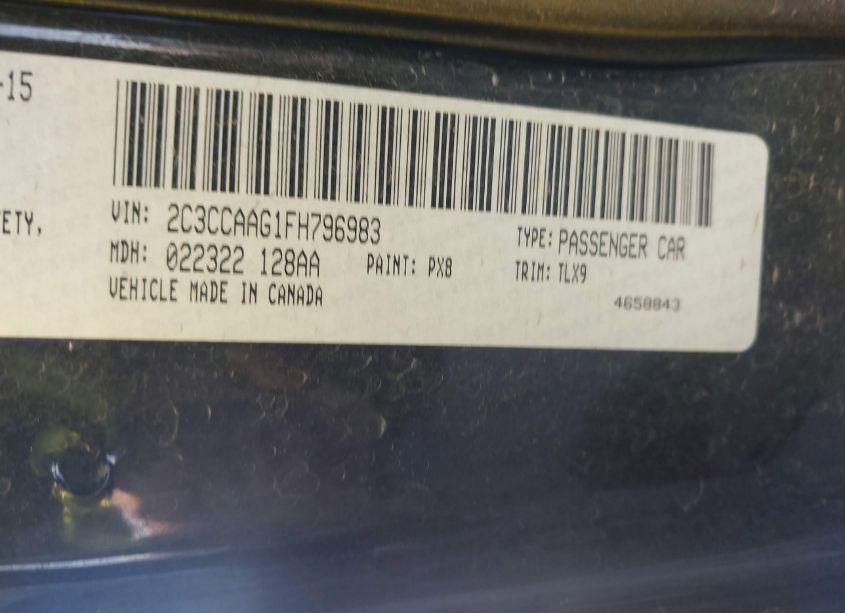 -15
ETY,
VIN: 2C3CCAAG1FH796983 TYPE: PASSENGER CAR
MDH: 022322 128AA PAINT: PX8 TRIM: TLX9
VEHICLE MADE IN CANADA 4658843